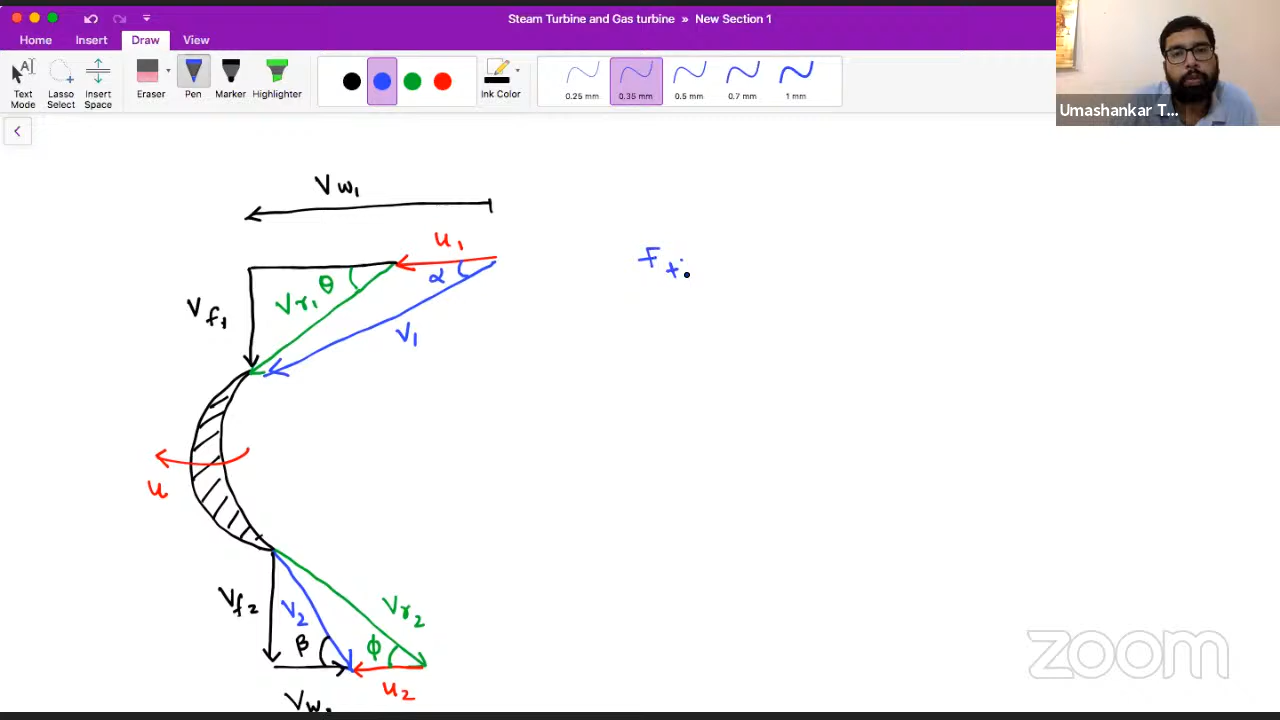 Steam Turbine and Gas turbine » New Section 1
Home Insert Draw View
Text Mode Lasso Select Insert Space Eraser Pen Marker Highlighter Ink Color 0.25 mm 0.35 mm 0.5 mm 0.7 mm 1 mm
Umashankar T...
Vw1
u1
F
θ
α
Vr1
Vf1
V1
u
Vf2
V2
Vr2
β
φ
u2
Vw
zoom